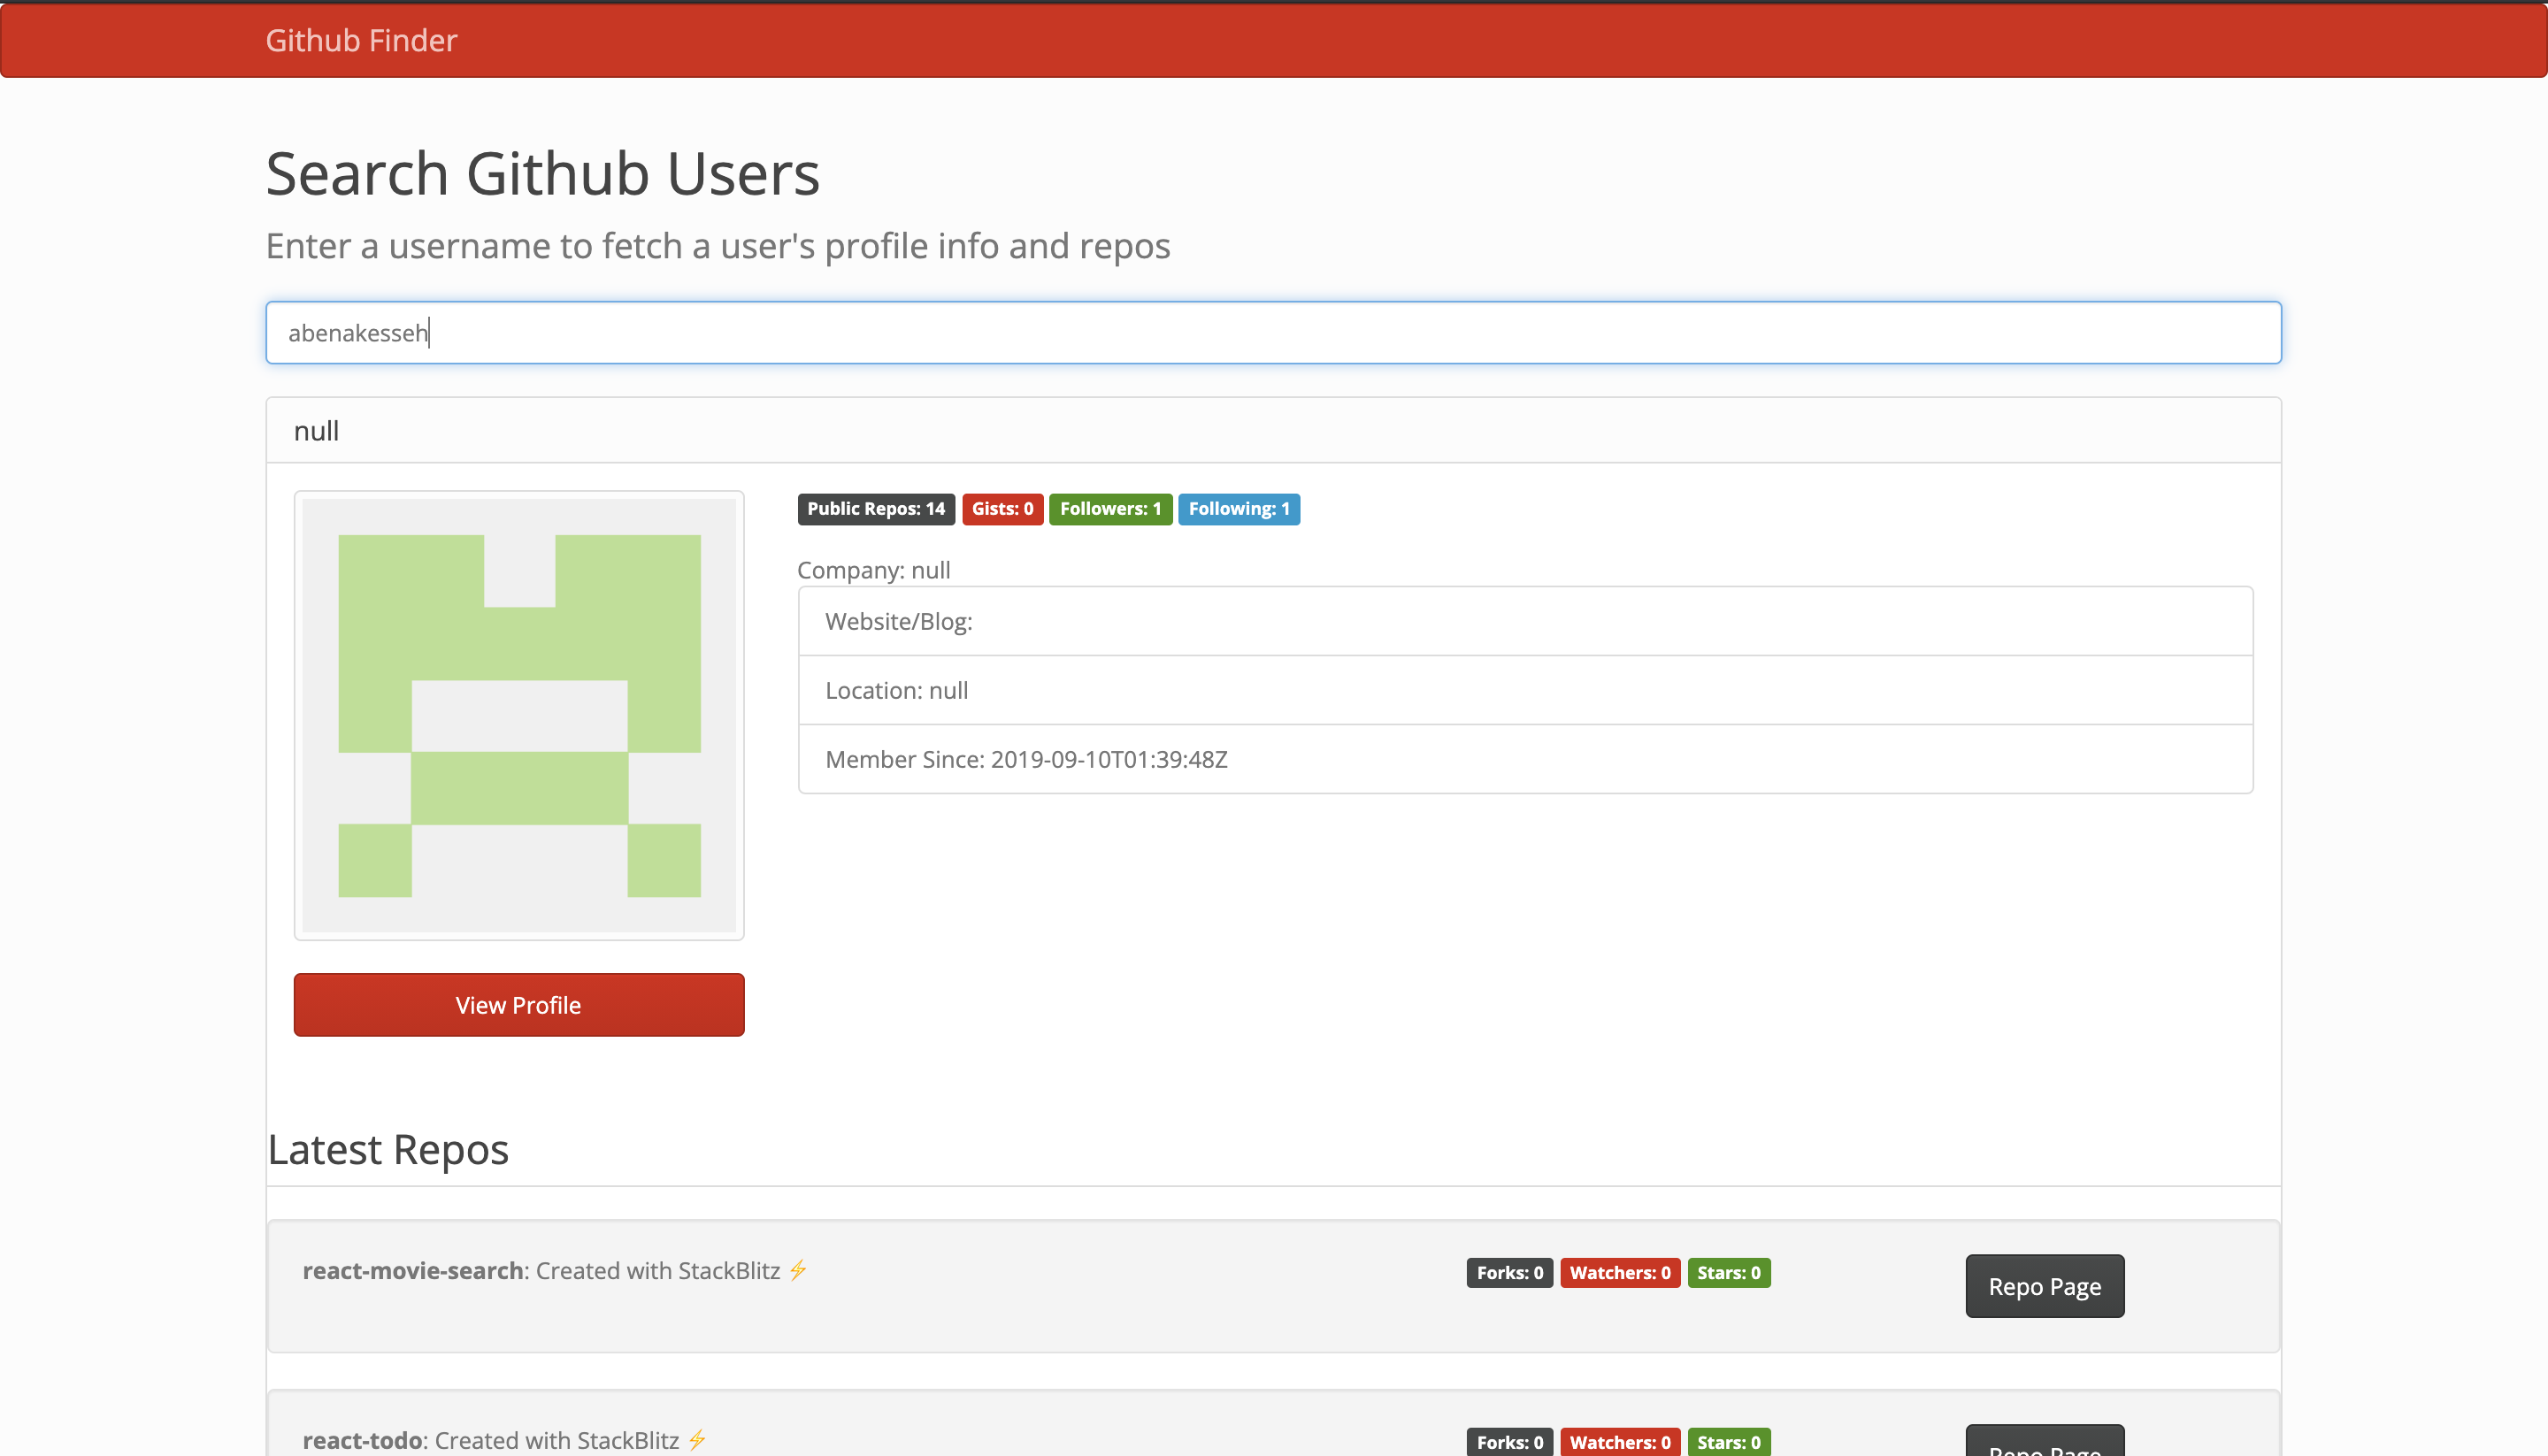 Github Finder
Search Github Users
Enter a username to fetch a user's profile info and repos
abenakesseh
null
Public Repos: 14 Gists: 0 Followers: 1 Following: 1
Company: null
Website/Blog:
Location: null
Member Since: 2019-09-10T01:39:48Z
View Profile
Latest Repos
react-movie-search: Created with StackBlitz ⚡ Forks: 0 Watchers: 0 Stars: 0 Repo Page
react-todo: Created with StackBlitz ⚡ Forks: 0 Watchers: 0 Stars: 0 Repo Page